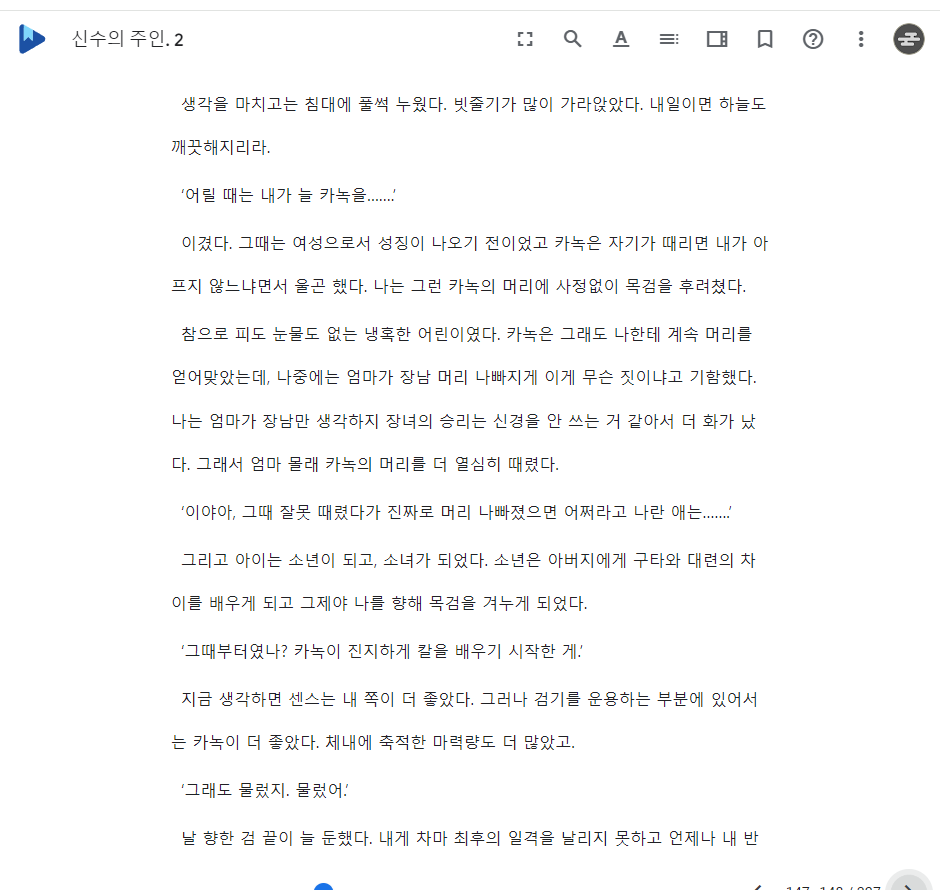 신수의 주인. 2
생각을 마치고는 침대에 풀썩 누웠다. 빗줄기가 많이 가라앉았다. 내일이면 하늘도
깨끗해지리라.
‘어릴 때는 내가 늘 카녹을…….’
이겼다. 그때는 여성으로서 성징이 나오기 전이었고 카녹은 자기가 때리면 내가 아
프지 않느냐면서 울곤 했다. 나는 그런 카녹의 머리에 사정없이 목검을 후려쳤다.
참으로 피도 눈물도 없는 냉혹한 어린이였다. 카녹은 그래도 나한테 계속 머리를
얻어맞았는데, 나중에는 엄마가 장남 머리 나빠지게 이게 무슨 짓이냐고 기함했다.
나는 엄마가 장남만 생각하지 장녀의 승리는 신경을 안 쓰는 거 같아서 더 화가 났
다. 그래서 엄마 몰래 카녹의 머리를 더 열심히 때렸다.
‘이야아, 그때 잘못 때렸다가 진짜로 머리 나빠졌으면 어쩌라고 나란 애는…….’
그리고 아이는 소년이 되고, 소녀가 되었다. 소년은 아버지에게 구타와 대련의 차
이를 배우게 되고 그제야 나를 향해 목검을 겨누게 되었다.
‘그때부터였나? 카녹이 진지하게 칼을 배우기 시작한 게.’
지금 생각하면 센스는 내 쪽이 더 좋았다. 그러나 검기를 운용하는 부분에 있어서
는 카녹이 더 좋았다. 체내에 축적한 마력량도 더 많았고.
‘그래도 물렀지. 물렀어.’
날 향한 검 끝이 늘 둔했다. 내게 차마 최후의 일격을 날리지 못하고 언제나 내 반